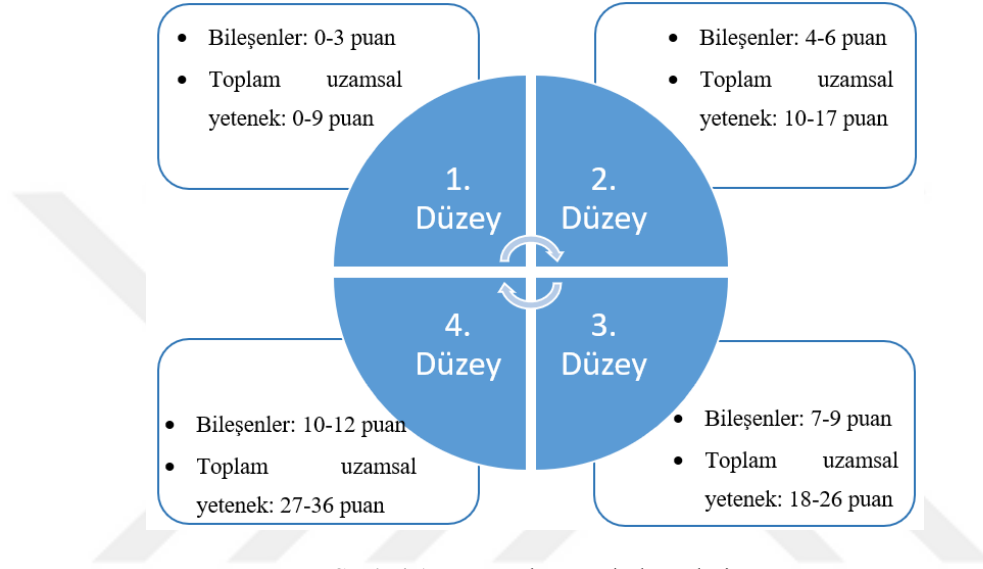 • Bileşenler: 0-3 puan
• Toplam uzamsal
yetenek: 0-9 puan
• Bileşenler: 4-6 puan
• Toplam uzamsal
yetenek: 10-17 puan
1.
Düzey
2.
Düzey
4.
Düzey
3.
Düzey
• Bileşenler: 10-12 puan
• Toplam uzamsal
yetenek: 27-36 puan
• Bileşenler: 7-9 puan
• Toplam uzamsal
yetenek: 18-26 puan